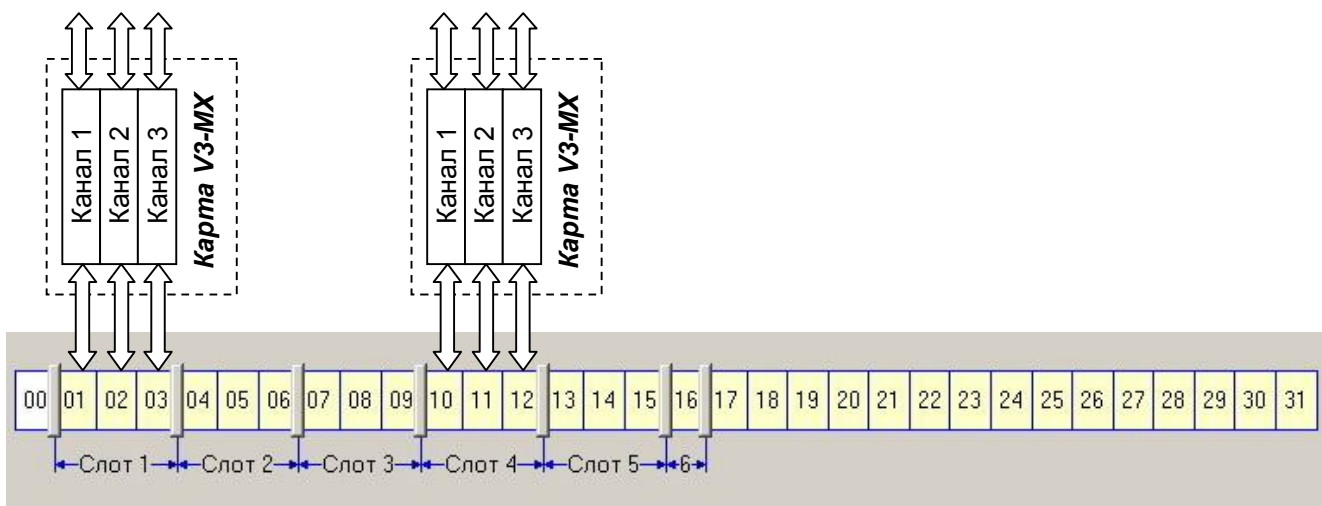 Канал 1
Канал 2
Канал 3
Карта V3-MX
Канал 1
Канал 2
Канал 3
Карта V3-MX
00 01 02 03 04 05 06 07 08 09 10 11 12 13 14 15 16 17 18 19 20 21 22 23 24 25 26 27 28 29 30 31
Слот 1 Слот 2 Слот 3 Слот 4 Слот 5 6